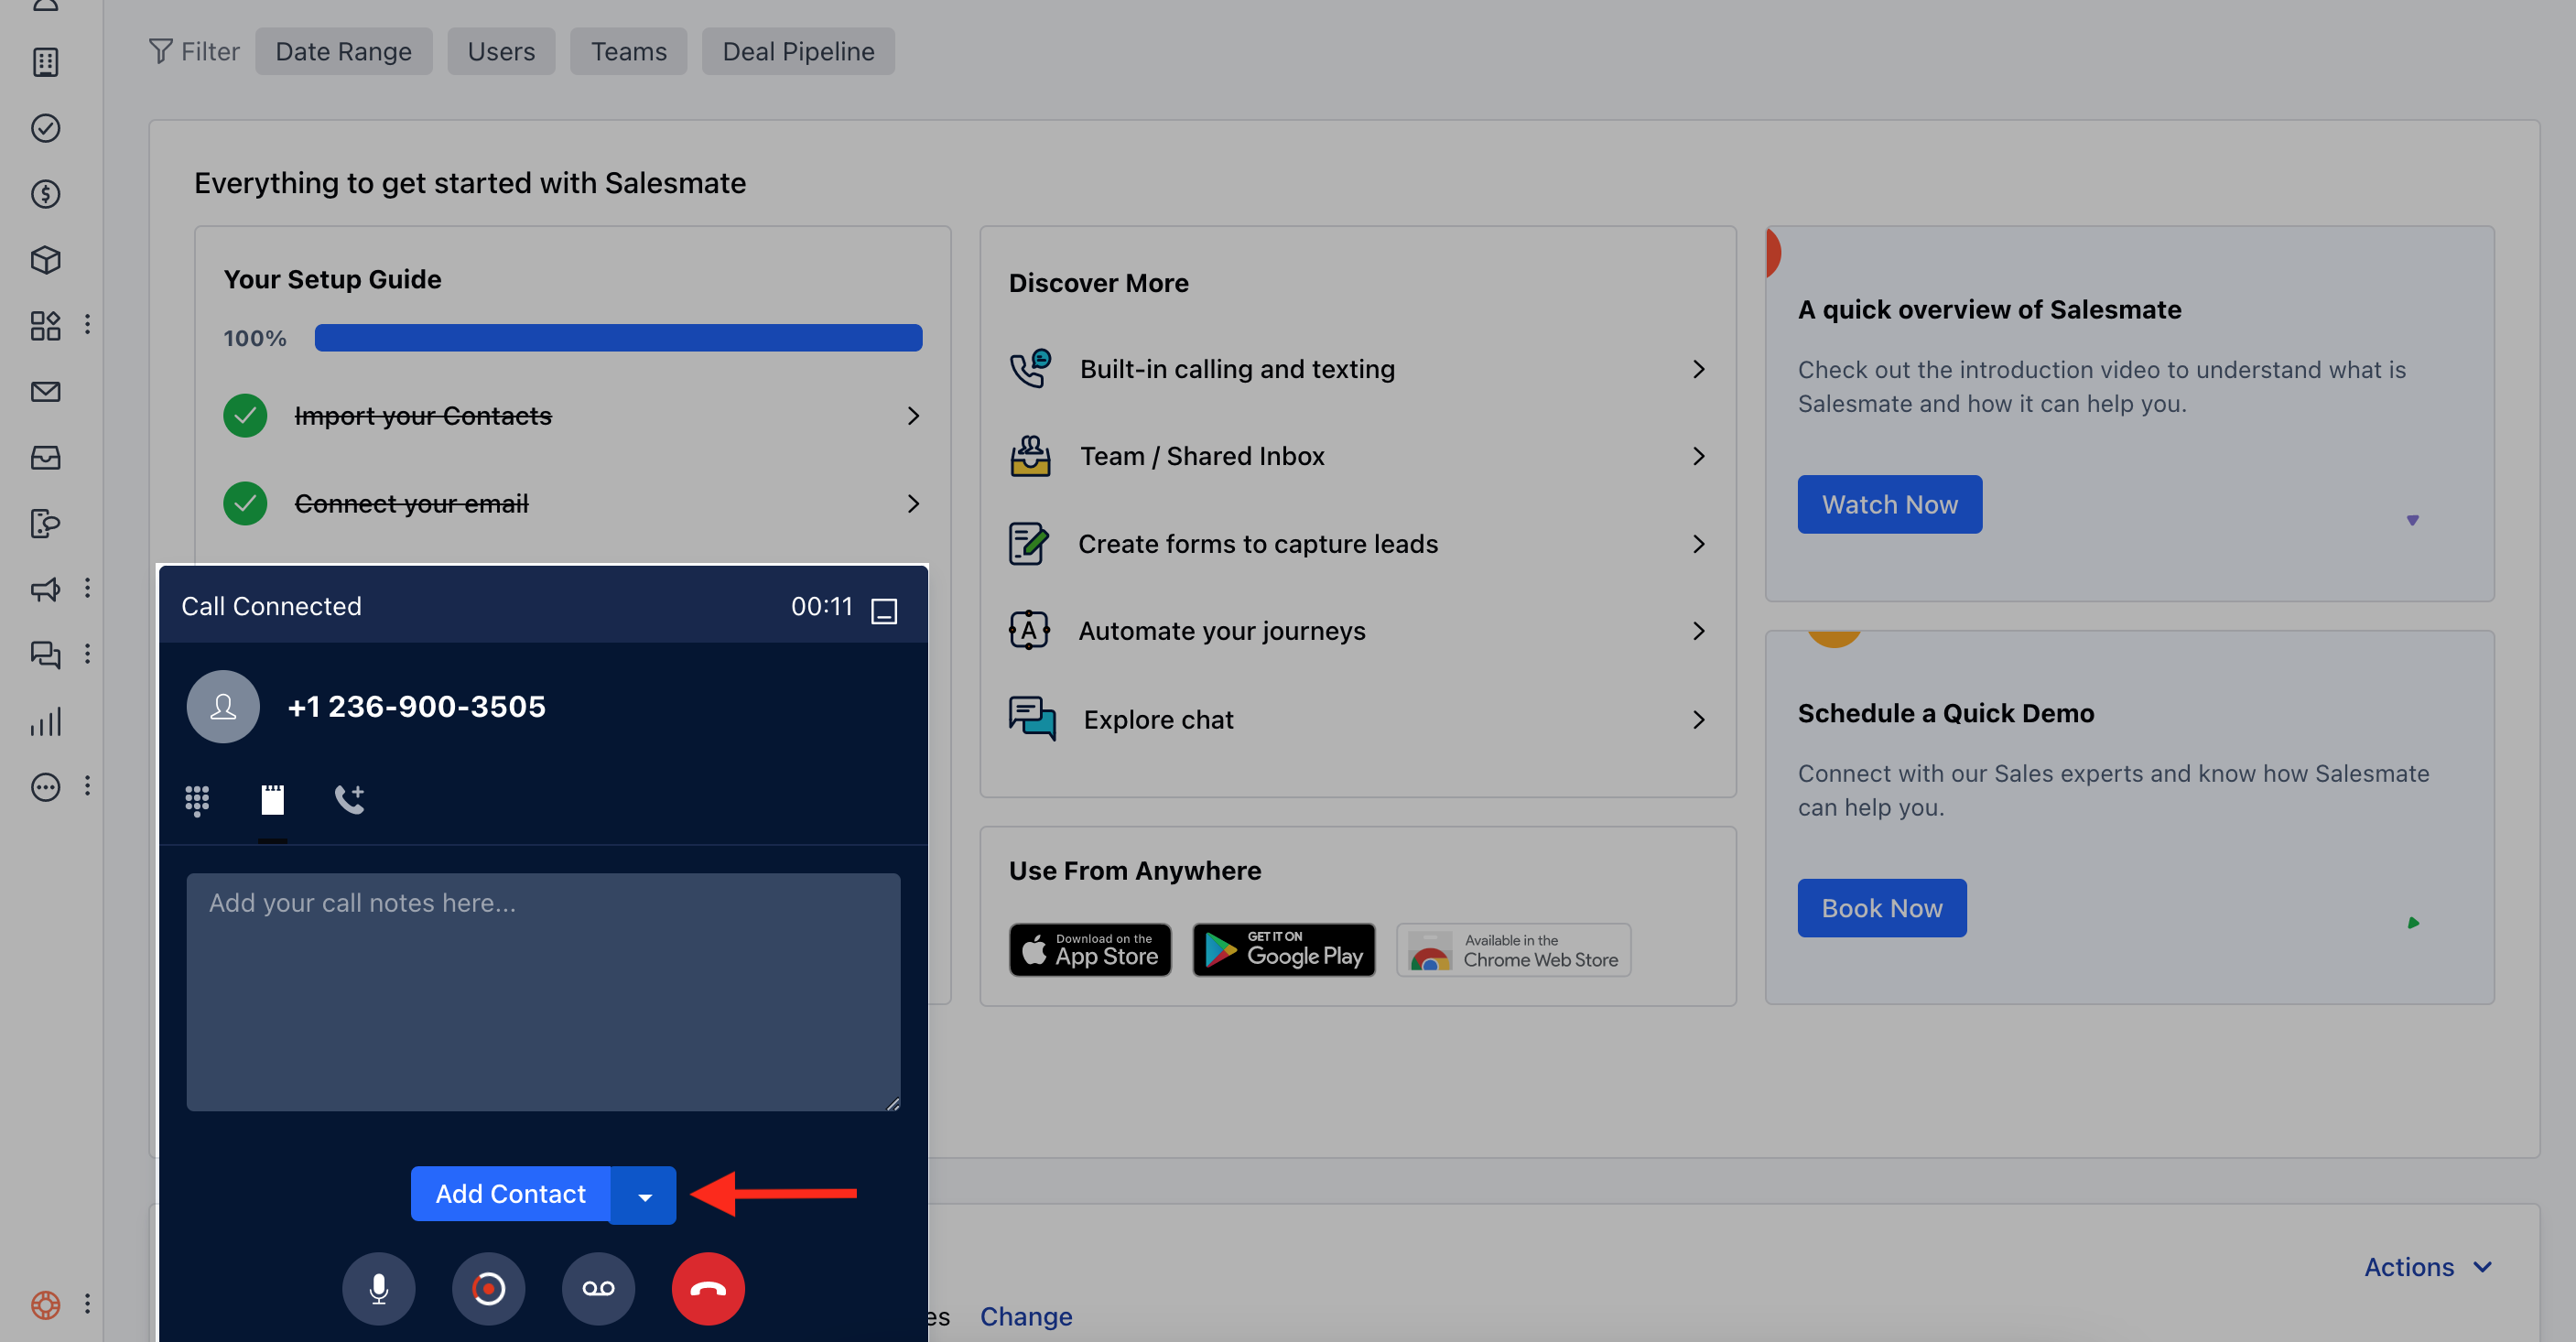 Filter
Date Range
Users
Teams
Deal Pipeline
Everything to get started with Salesmate
Your Setup Guide
100%
Import your Contacts
Connect your email
Discover More
Built-in calling and texting
Team / Shared Inbox
Create forms to capture leads
A
Automate your journeys
Explore chat
Use From Anywhere
Download on the
App Store
GET IT ON
Google Play
Available in the
Chrome Web Store
A quick overview of Salesmate
Check out the introduction video to understand what is
Salesmate and how it can help you.
Watch Now
Schedule a Quick Demo
Connect with our Sales experts and know how Salesmate
can help you.
Book Now
Call Connected
00:11
+1 236-900-3505
Add your call notes here...
Add Contact
Actions
es
Change